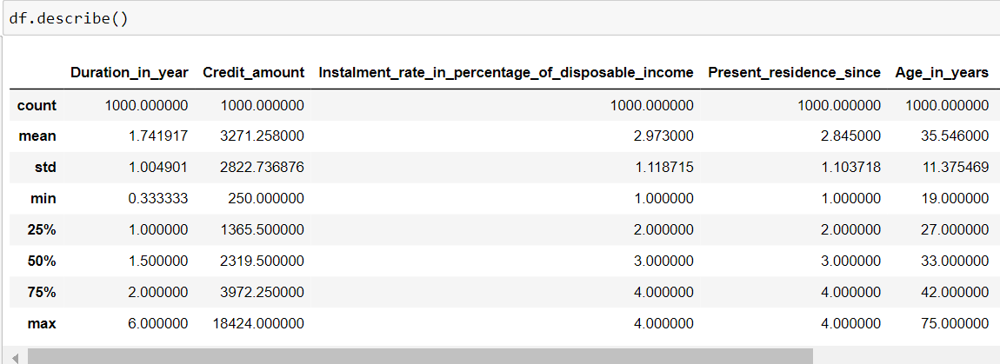 df.describe()
Duration_in_year Credit_amount Instalment_rate_in_percentage_of_disposable_income Present_residence_since Age_in_years
count 1000.000000 1000.000000 1000.000000 1000.000000 1000.000000
mean 1.741917 3271.258000 2.973000 2.845000 35.546000
std 1.004901 2822.736876 1.118715 1.103718 11.375469
min 0.333333 250.000000 1.000000 1.000000 19.000000
25% 1.000000 1365.500000 2.000000 2.000000 27.000000
50% 1.500000 2319.500000 3.000000 3.000000 33.000000
75% 2.000000 3972.250000 4.000000 4.000000 42.000000
max 6.000000 18424.000000 4.000000 4.000000 75.000000